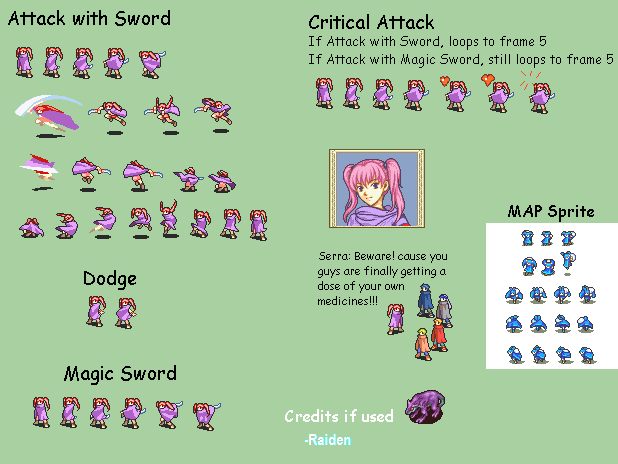 Attack with Sword
Critical Attack
If Attack with Sword, loops to frame 5
If Attack with Magic Sword, still loops to frame 5
MAP Sprite
Serra: Beware! cause you
guys are finally getting a
dose of your own
medicines!!!
Dodge
Magic Sword
Credits if used
-Raiden